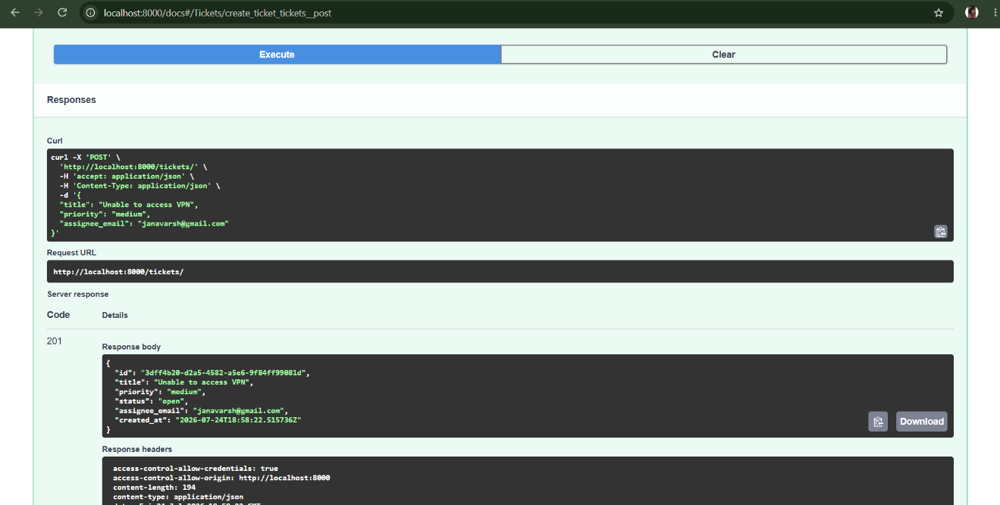 localhost:8000/docs#/Tickets/create_ticket_tickets__post
Execute
Clear
Responses
Curl
curl -X 'POST' \
  'http://localhost:8000/tickets/' \
  -H 'accept: application/json' \
  -H 'Content-Type: application/json' \
  -d '{
  "title": "Unable to access VPN",
  "priority": "medium",
  "assignee_email": "janavarsh@gmail.com"
}'
Request URL
http://localhost:8000/tickets/
Server response
Code Details
201
Response body
{
  "id": "3dff4b20-d2a5-4582-a5e6-9f84ff99081d",
  "title": "Unable to access VPN",
  "priority": "medium",
  "status": "open",
  "assignee_email": "janavarsh@gmail.com",
  "created_at": "2026-07-24T18:58:22.515736Z"
}
Download
Response headers
access-control-allow-credentials: true
access-control-allow-origin: http://localhost:8000
content-length: 194
content-type: application/json